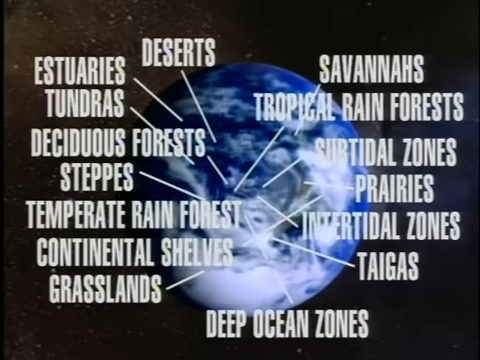 DESERTS
ESTUARIES
SAVANNAHS
TUNDRAS
TROPICAL RAIN FORESTS
DECIDUOUS FORESTS
SUBTIDAL ZONES
STEPPES
PRAIRIES
TEMPERATE RAIN FOREST
INTERTIDAL ZONES
CONTINENTAL SHELVES
TAIGAS
GRASSLANDS
DEEP OCEAN ZONES